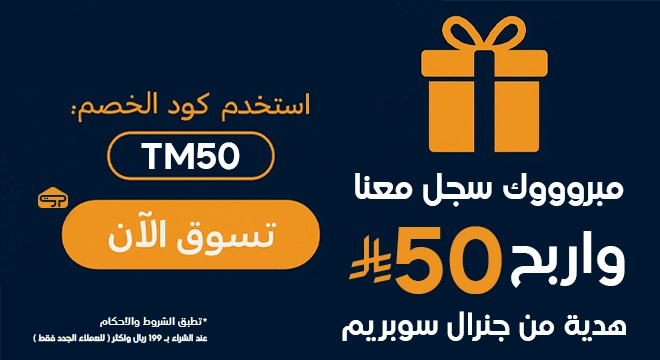 مبروووك سجل معنا
واربح 50
هدية من جنرال سوبريم
استخدم كود الخصم:
TM50
تسوق الآن
*تطبق الشروط والاحكام
عند الشراء بـ 199 ريال واكثر ( للعملاء الجدد فقط )